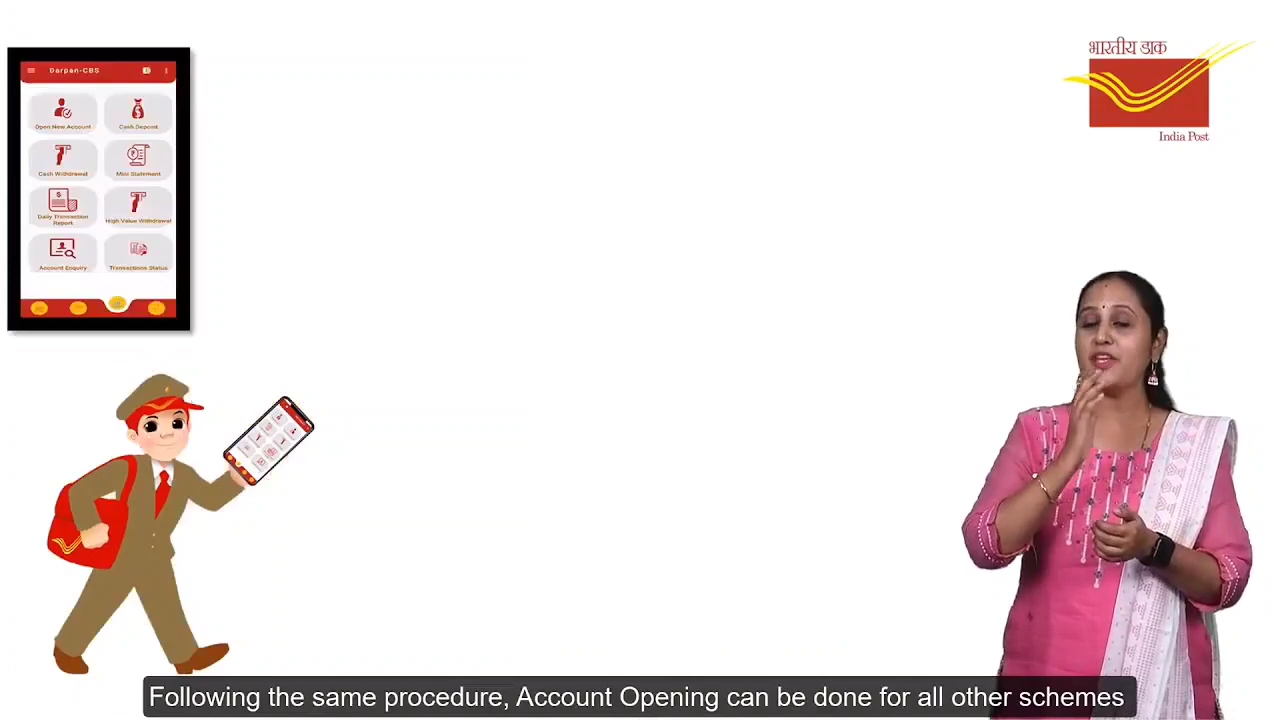 Darpan-CBS
Open New Account
Cash Deposit
Cash Withdrawal
Mini Statement
Daily Transaction
Report
High Value Withdrawal
Account Enquiry
Transactions Status
भारतीय डाक
India Post
Following the same procedure, Account Opening can be done for all other schemes